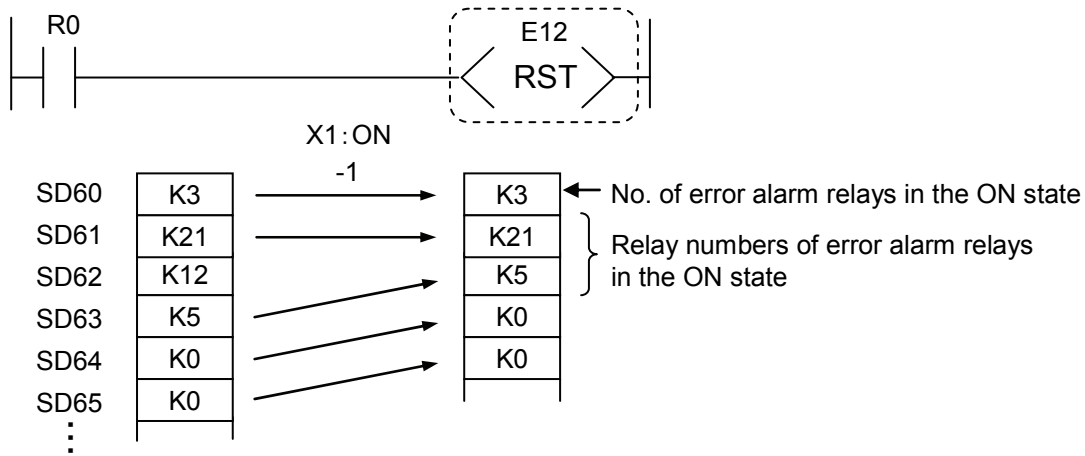 R0
E12
RST
X1:ON
-1
SD60 K3 K3 No. of error alarm relays in the ON state
SD61 K21 K21 Relay numbers of error alarm relays
SD62 K12 K5 in the ON state
SD63 K5 K0
SD64 K0 K0
SD65 K0